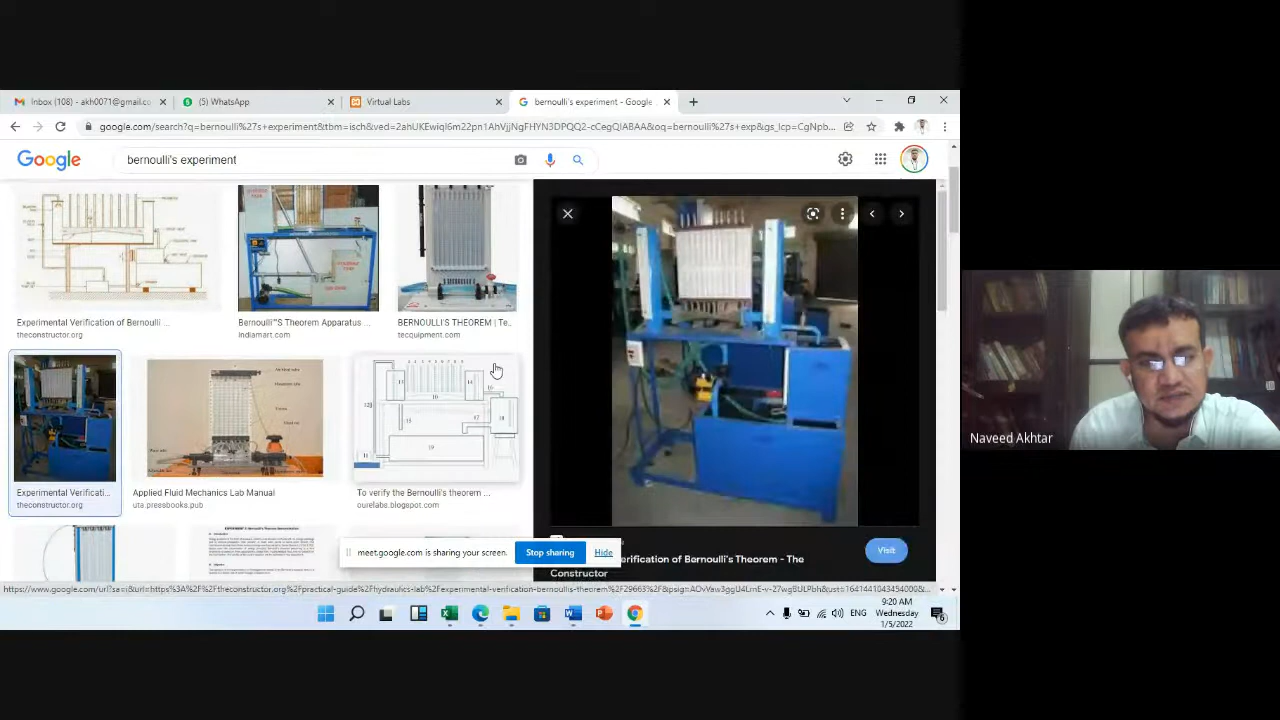 Inbox (108) - akh0071@gmail.co
(5) WhatsApp
Virtual Labs
bernoulli's experiment - Google
google.com/search?q=bernoulli%27s+experiment&tbm=isch&ved=2ahUKEwiql6m22pn1AhVjjNgFHYN3DPQQ2-cCegQIABAA&oq=bernoulli%27s+exp&gs_lcp=CgNpb...
Google
bernoulli's experiment
Experimental Verification of Bernoulli ...
theconstructor.org
Bernoulli"S Theorem Apparatus ...
indiamart.com
BERNOULLI'S THEOREM | Te..
tecquipment.com
Experimental Verificati...
theconstructor.org
Applied Fluid Mechanics Lab Manual
uta.pressbooks.pub
To verify the Bernoulli's theorem ...
ourelabs.blogspot.com
meet.google.com is sharing your screen.
Stop sharing
Hide
erification of Bernoulli's Theorem - The
Constructor
Visit
Naveed Akhtar
ENG
9:20 AM
Wednesday
1/5/2022